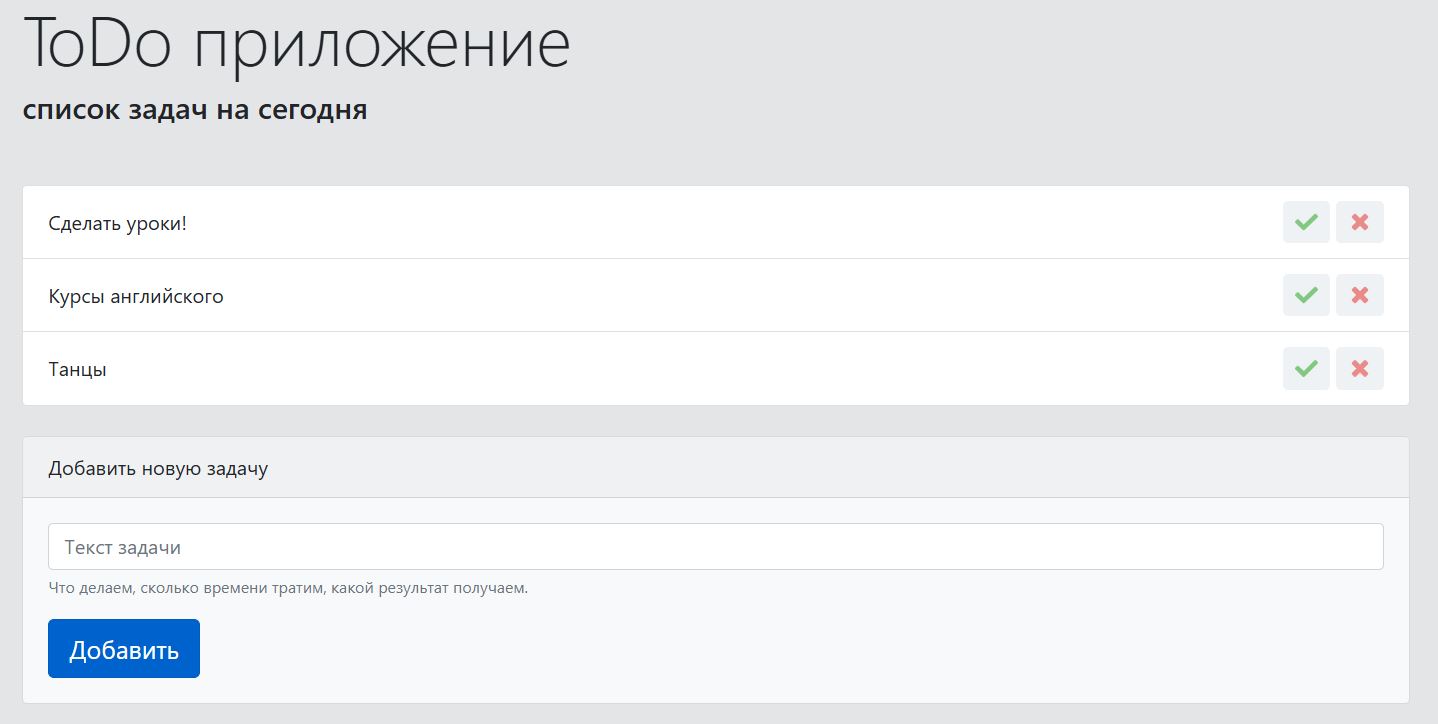 ToDo приложение
список задач на сегодня
Сделать уроки!
Курсы английского
Танцы
Добавить новую задачу
Текст задачи
Что делаем, сколько времени тратим, какой результат получаем.
Добавить